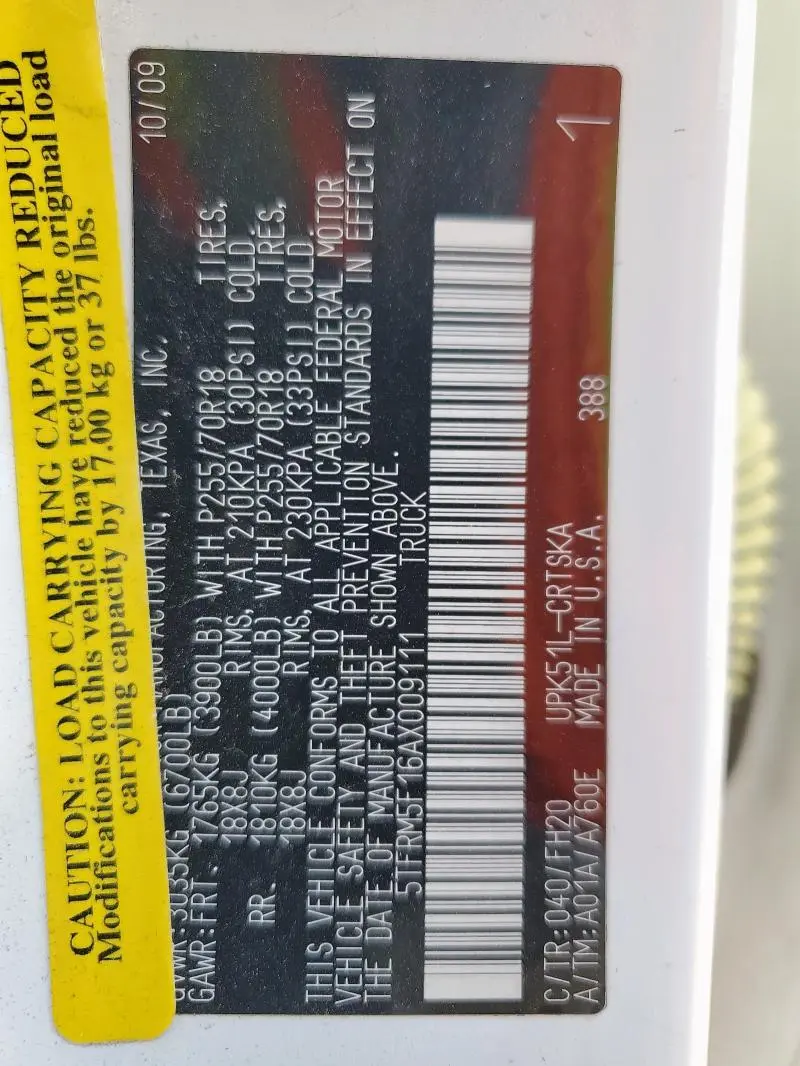 CAUTION: LOAD CARRYING CAPACITY REDUCED
Modifications to this vehicle have reduced the original load
carrying capacity by 17.00 kg or 37 lbs.
TEXAS, INC. 10/09
(6700LB)
GAWR:FRT. 1765KG (3900LB) WITH P255/70R18 TIRES,
18X8J RIMS, AT 210KPA (30PSI) COLD
RR. 1810KG (4000LB) WITH P255/70R18 TIRES,
18X8J RIMS, AT 230KPA (33PSI) COLD
THIS VEHICLE CONFORMS TO ALL APPLICABLE FEDERAL MOTOR
VEHICLE SAFETY AND THEFT PREVENTION STANDARDS IN EFFECT ON
THE DATE OF MANUFACTURE SHOWN ABOVE.
5TFRM5F16AX009111 TRUCK
C/TR:040/FH20 UPK51L-CRTSKA 1
A/TM:A01A/A760E MADE IN U.S.A. 388